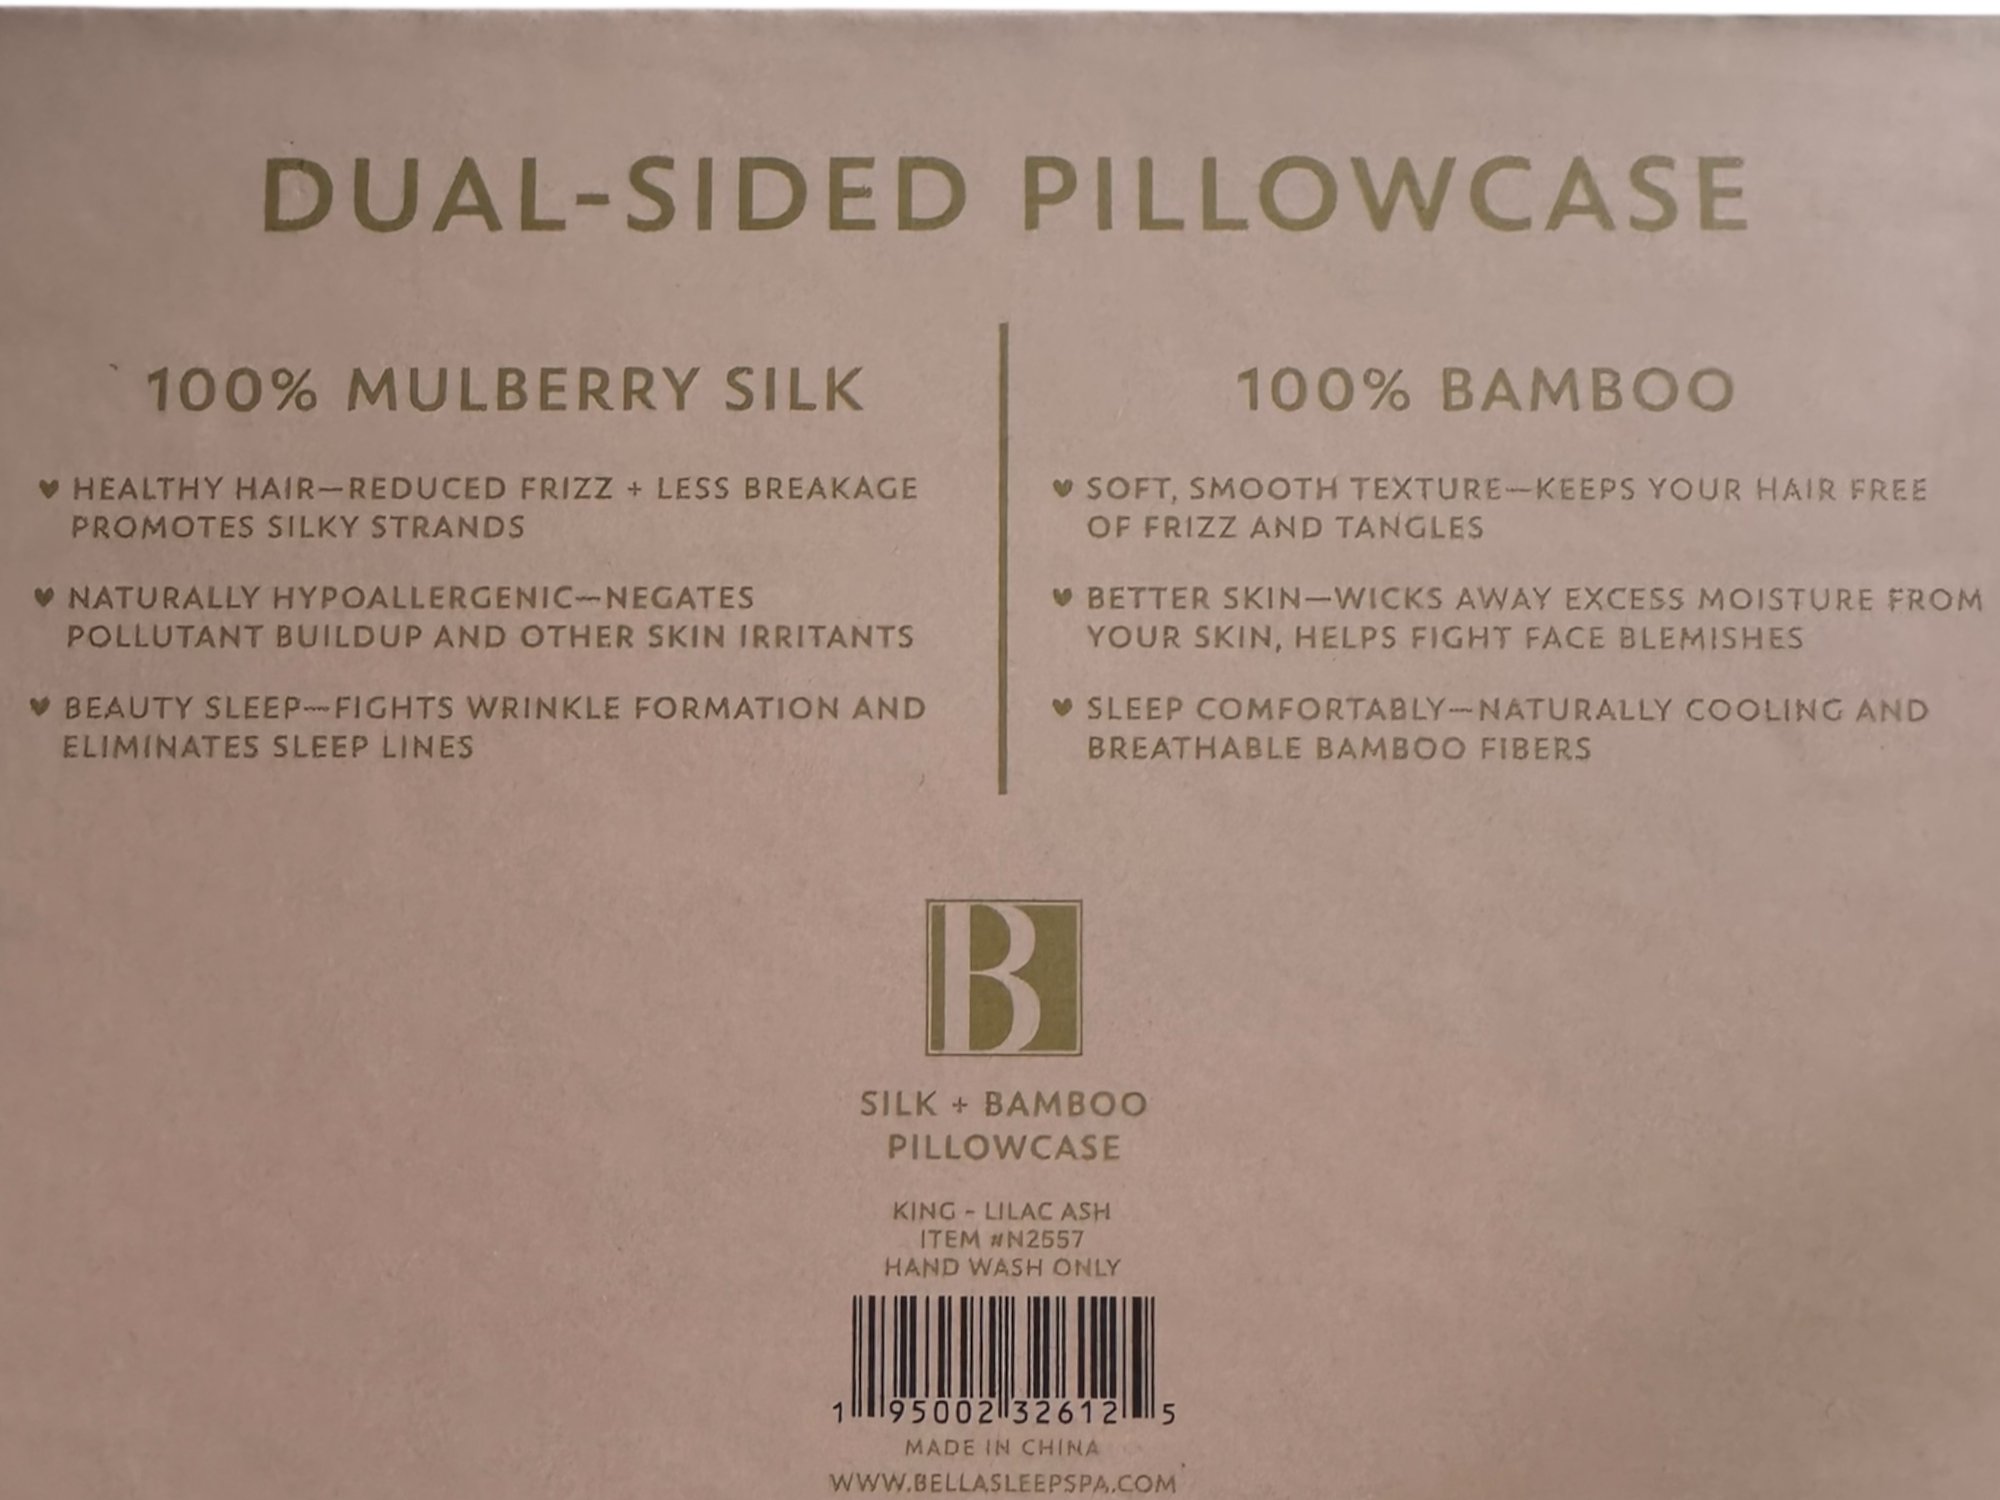 DUAL-SIDED PILLOWCASE
100% MULBERRY SILK
♥ HEALTHY HAIR—REDUCED FRIZZ + LESS BREAKAGE
PROMOTES SILKY STRANDS
♥ NATURALLY HYPOALLERGENIC—NEGATES
POLLUTANT BUILDUP AND OTHER SKIN IRRITANTS
♥ BEAUTY SLEEP—FIGHTS WRINKLE FORMATION AND
ELIMINATES SLEEP LINES
100% BAMBOO
♥ SOFT, SMOOTH TEXTURE—KEEPS YOUR HAIR FREE
OF FRIZZ AND TANGLES
♥ BETTER SKIN—WICKS AWAY EXCESS MOISTURE FROM
YOUR SKIN, HELPS FIGHT FACE BLEMISHES
♥ SLEEP COMFORTABLY—NATURALLY COOLING AND
BREATHABLE BAMBOO FIBERS
B
SILK + BAMBOO
PILLOWCASE
KING - LILAC ASH
ITEM #N2557
HAND WASH ONLY
1 95002 32612 5
MADE IN CHINA
WWW.BELLASLEEPSPA.COM